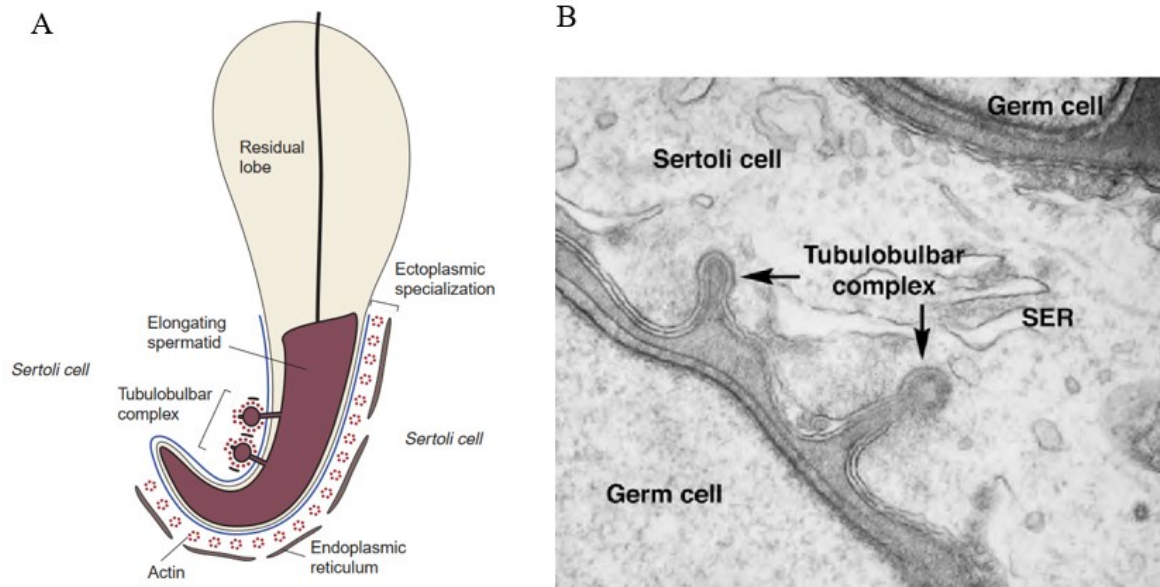 A
Residual
lobe
Ectoplasmic
specialization
Elongating
spermatid
Sertoli cell
Tubulobulbar
complex
Sertoli cell
Endoplasmic
reticulum
Actin
B
Germ cell
Sertoli cell
Tubulobulbar
complex
SER
Germ cell